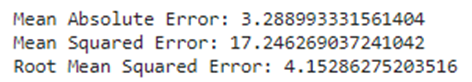 Mean Absolute Error: 3.288993331561404
Mean Squared Error: 17.246269037241042
Root Mean Squared Error: 4.15286275203516